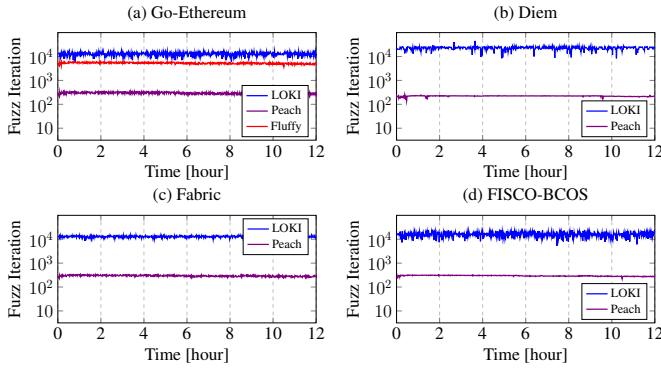 (a) Go-Ethereum
Fuzz Iteration
10^4
10^3
10^2
10
LOKI
Peach
Fluffy
0 2 4 6 8 10 12
Time [hour]
(b) Diem
Fuzz Iteration
10^4
10^3
10^2
10
LOKI
Peach
0 2 4 6 8 10 12
Time [hour]
(c) Fabric
Fuzz Iteration
10^4
10^3
10^2
10
LOKI
Peach
0 2 4 6 8 10 12
Time [hour]
(d) FISCO-BCOS
Fuzz Iteration
10^4
10^3
10^2
10
LOKI
Peach
0 2 4 6 8 10 12
Time [hour]